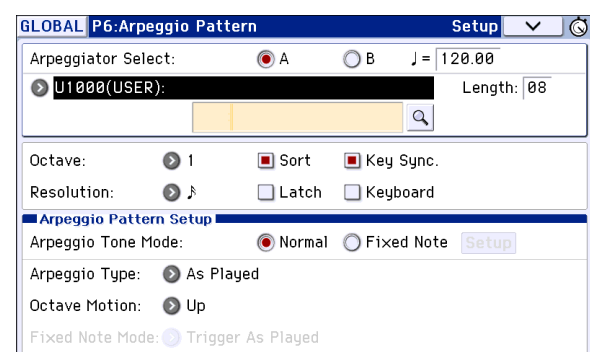 GLOBAL P6:Arpeggio Pattern Setup
Arpeggiator Select: A B ♩= 120.00
U1000(USER): Length: 08
Octave: 1 Sort Key Sync.
Resolution: ♪ Latch Keyboard
Arpeggio Pattern Setup
Arpeggio Tone Mode: Normal Fixed Note Setup
Arpeggio Type: As Played
Octave Motion: Up
Fixed Note Mode: Trigger As Played